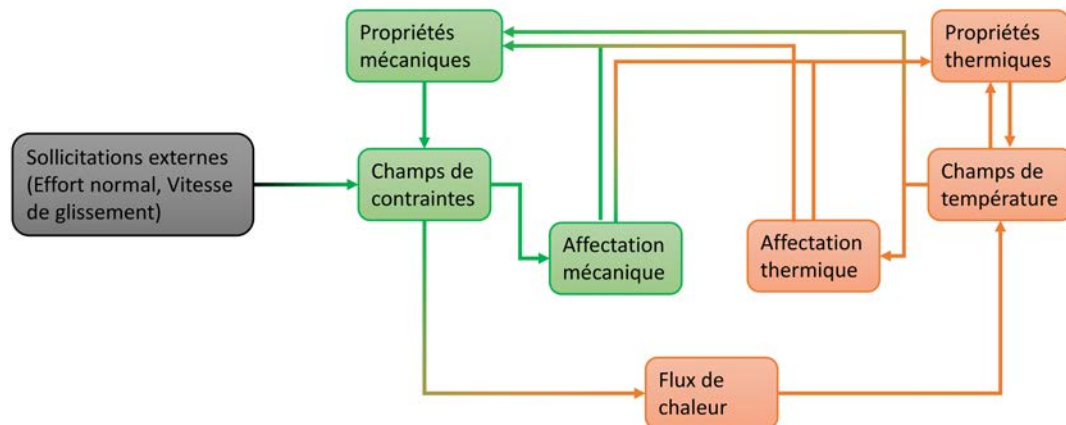 Propriétés
mécaniques
Propriétés
thermiques
Sollicitations externes
(Effort normal, Vitesse
de glissement)
Champs de
contraintes
Champs de
température
Affectation
mécanique
Affectation
thermique
Flux de
chaleur